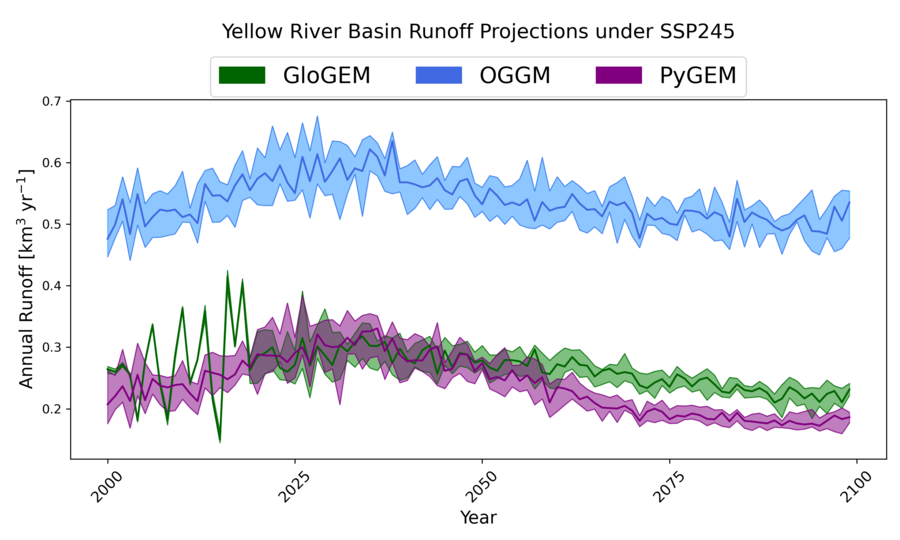 Yellow River Basin Runoff Projections under SSP245
GloGEM OGGM PyGEM
Annual Runoff [km³ yr⁻¹]
0.7
0.6
0.5
0.4
0.3
0.2
2000 2025 2050 2075 2100
Year